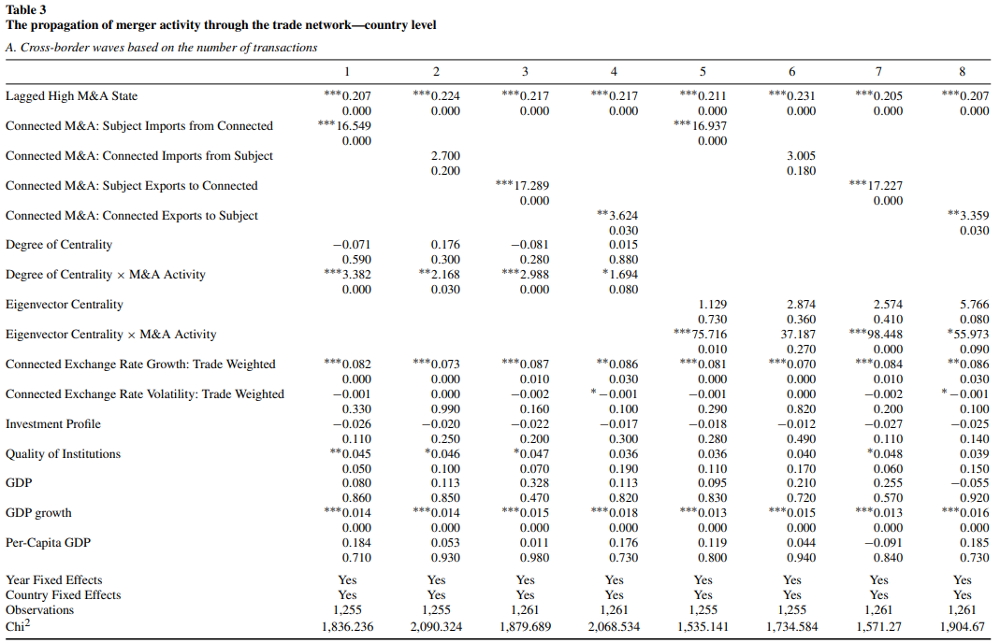 Table 3
The propagation of merger activity through the trade network—country level
A. Cross-border waves based on the number of transactions
1 2 3 4 5 6 7 8
Lagged High M&A State ***0.207 ***0.224 ***0.217 ***0.217 ***0.211 ***0.231 ***0.205 ***0.207
0.000 0.000 0.000 0.000 0.000 0.000 0.000 0.000
Connected M&A: Subject Imports from Connected ***16.549 ***16.937
0.000 0.000
Connected M&A: Connected Imports from Subject 2.700 3.005
0.200 0.180
Connected M&A: Subject Exports to Connected ***17.289 ***17.227
0.000 0.000
Connected M&A: Connected Exports to Subject **3.624 **3.359
0.030 0.030
Degree of Centrality −0.071 0.176 −0.081 0.015
0.590 0.300 0.280 0.880
Degree of Centrality × M&A Activity ***3.382 **2.168 ***2.988 *1.694
0.000 0.030 0.000 0.080
Eigenvector Centrality 1.129 2.874 2.574 5.766
0.730 0.360 0.410 0.080
Eigenvector Centrality × M&A Activity ***75.716 37.187 ***98.448 *55.973
0.010 0.270 0.000 0.090
Connected Exchange Rate Growth: Trade Weighted ***0.082 ***0.073 ***0.087 **0.086 ***0.081 ***0.070 ***0.084 **0.086
0.000 0.000 0.010 0.030 0.000 0.000 0.010 0.030
Connected Exchange Rate Volatility: Trade Weighted −0.001 0.000 −0.002 *−0.001 −0.001 0.000 −0.002 *−0.001
0.330 0.990 0.160 0.100 0.290 0.820 0.200 0.100
Investment Profile −0.026 −0.020 −0.022 −0.017 −0.018 −0.012 −0.027 −0.025
0.110 0.250 0.200 0.300 0.280 0.490 0.110 0.140
Quality of Institutions **0.045 *0.046 *0.047 0.036 0.036 0.040 *0.048 0.039
0.050 0.100 0.070 0.190 0.110 0.170 0.060 0.150
GDP 0.080 0.113 0.328 0.113 0.095 0.210 0.255 −0.055
0.860 0.850 0.470 0.820 0.830 0.720 0.570 0.920
GDP growth ***0.014 ***0.014 ***0.015 ***0.018 ***0.013 ***0.015 ***0.013 ***0.016
0.000 0.000 0.000 0.000 0.000 0.000 0.000 0.000
Per-Capita GDP 0.184 0.053 0.011 0.176 0.119 0.044 −0.091 0.185
0.710 0.930 0.980 0.730 0.800 0.940 0.840 0.730
Year Fixed Effects Yes Yes Yes Yes Yes Yes Yes Yes
Country Fixed Effects Yes Yes Yes Yes Yes Yes Yes Yes
Observations 1,255 1,255 1,261 1,261 1,255 1,255 1,261 1,261
Chi² 1,836.236 2,090.324 1,879.689 2,068.534 1,535.141 1,734.584 1,571.27 1,904.67